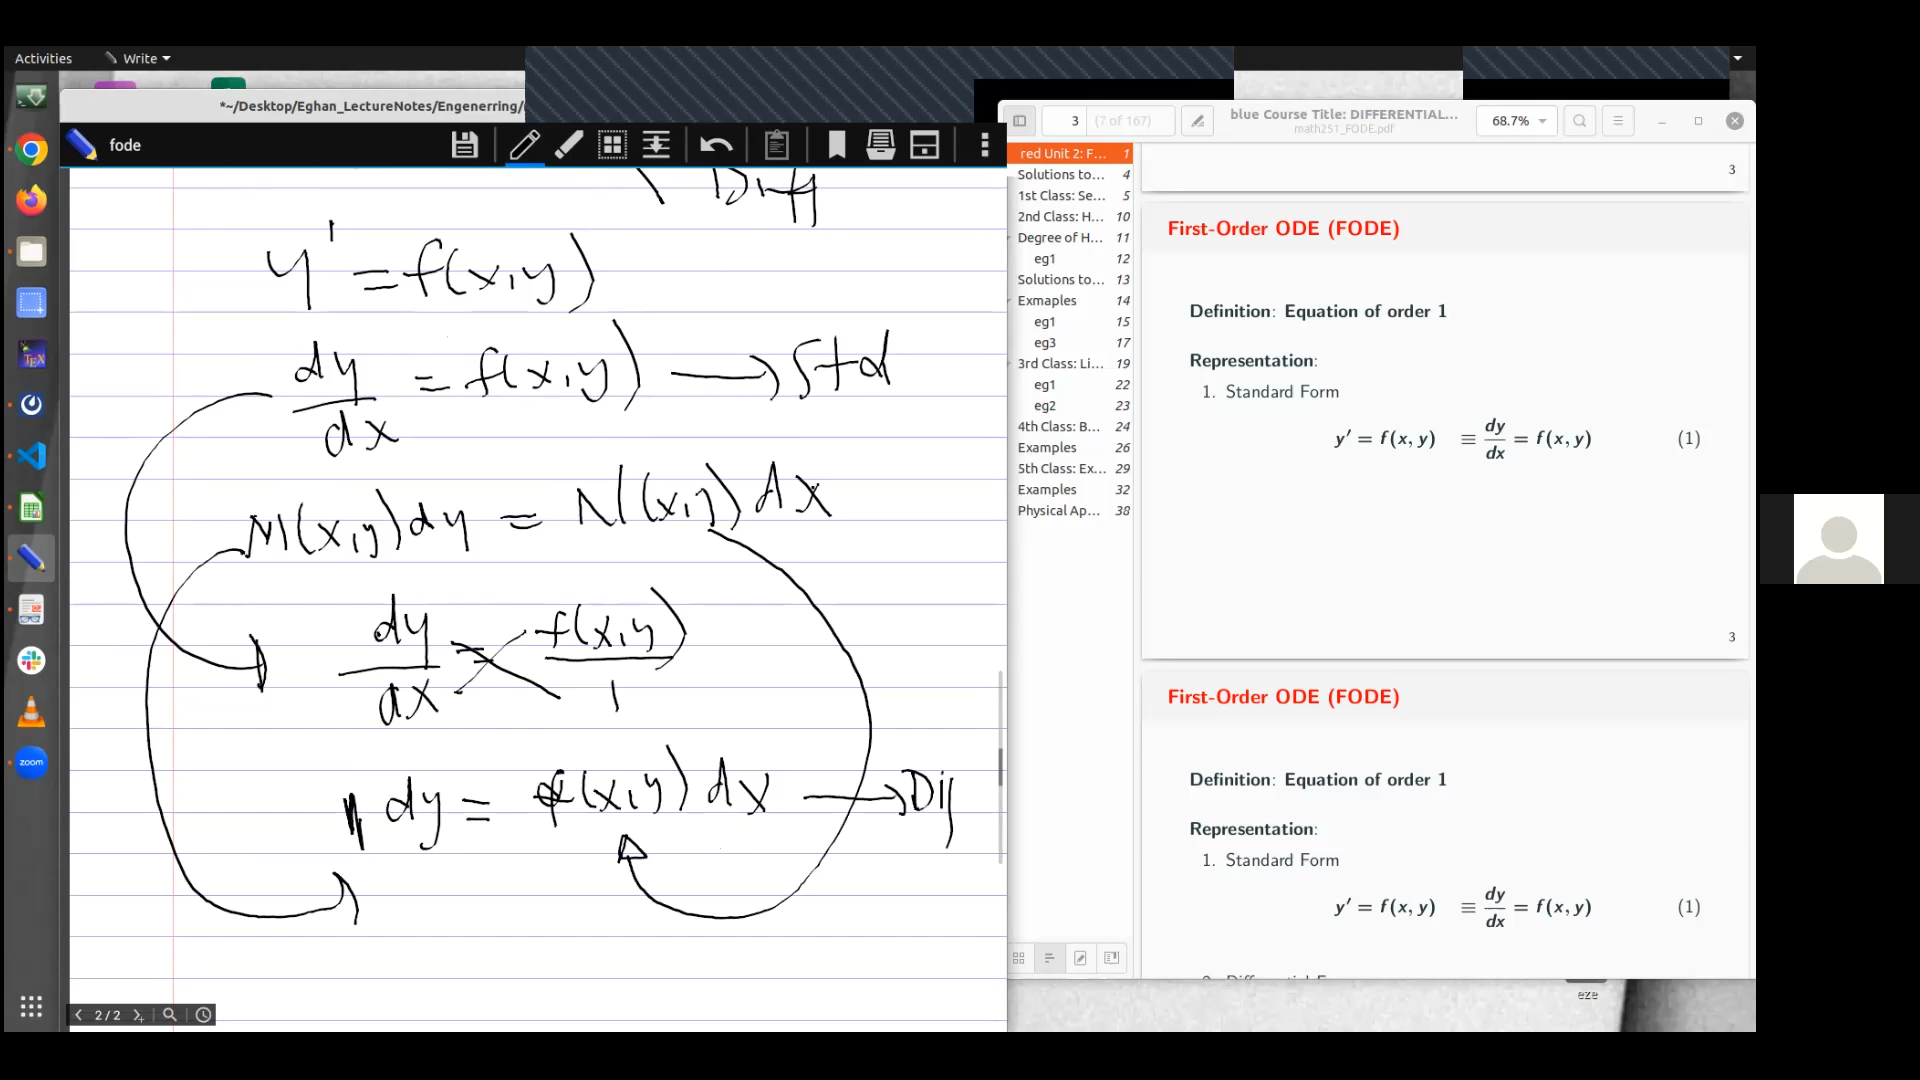 Activities
Write
*~/Desktop/Eghan_LectureNotes/Engenerring/
fode
Diff
y' = f(x,y)
dy/dx = f(x,y) → Std
M(x,y)dy = N(x,y)dx
dy/dx = f(x,y)/1
1 dy = f(x,y) dx → Dif
2/2
zoom
3 (7 of 167)
blue Course Title: DIFFERENTIAL...
math251_FODE.pdf
68.7%
red Unit 2: F... 1
Solutions to... 4
1st Class: Se... 5
2nd Class: H... 10
Degree of H... 11
eg1 12
Solutions to... 13
Exmaples 14
eg1 15
eg3 17
3rd Class: Li... 19
eg1 22
eg2 23
4th Class: B... 24
Examples 26
5th Class: Ex... 29
Examples 32
Physical Ap... 38
3
First-Order ODE (FODE)
Definition: Equation of order 1
Representation:
1. Standard Form
y' = f(x, y) ≡ dy/dx = f(x, y) (1)
3
First-Order ODE (FODE)
Definition: Equation of order 1
Representation:
1. Standard Form
y' = f(x, y) ≡ dy/dx = f(x, y) (1)
eze